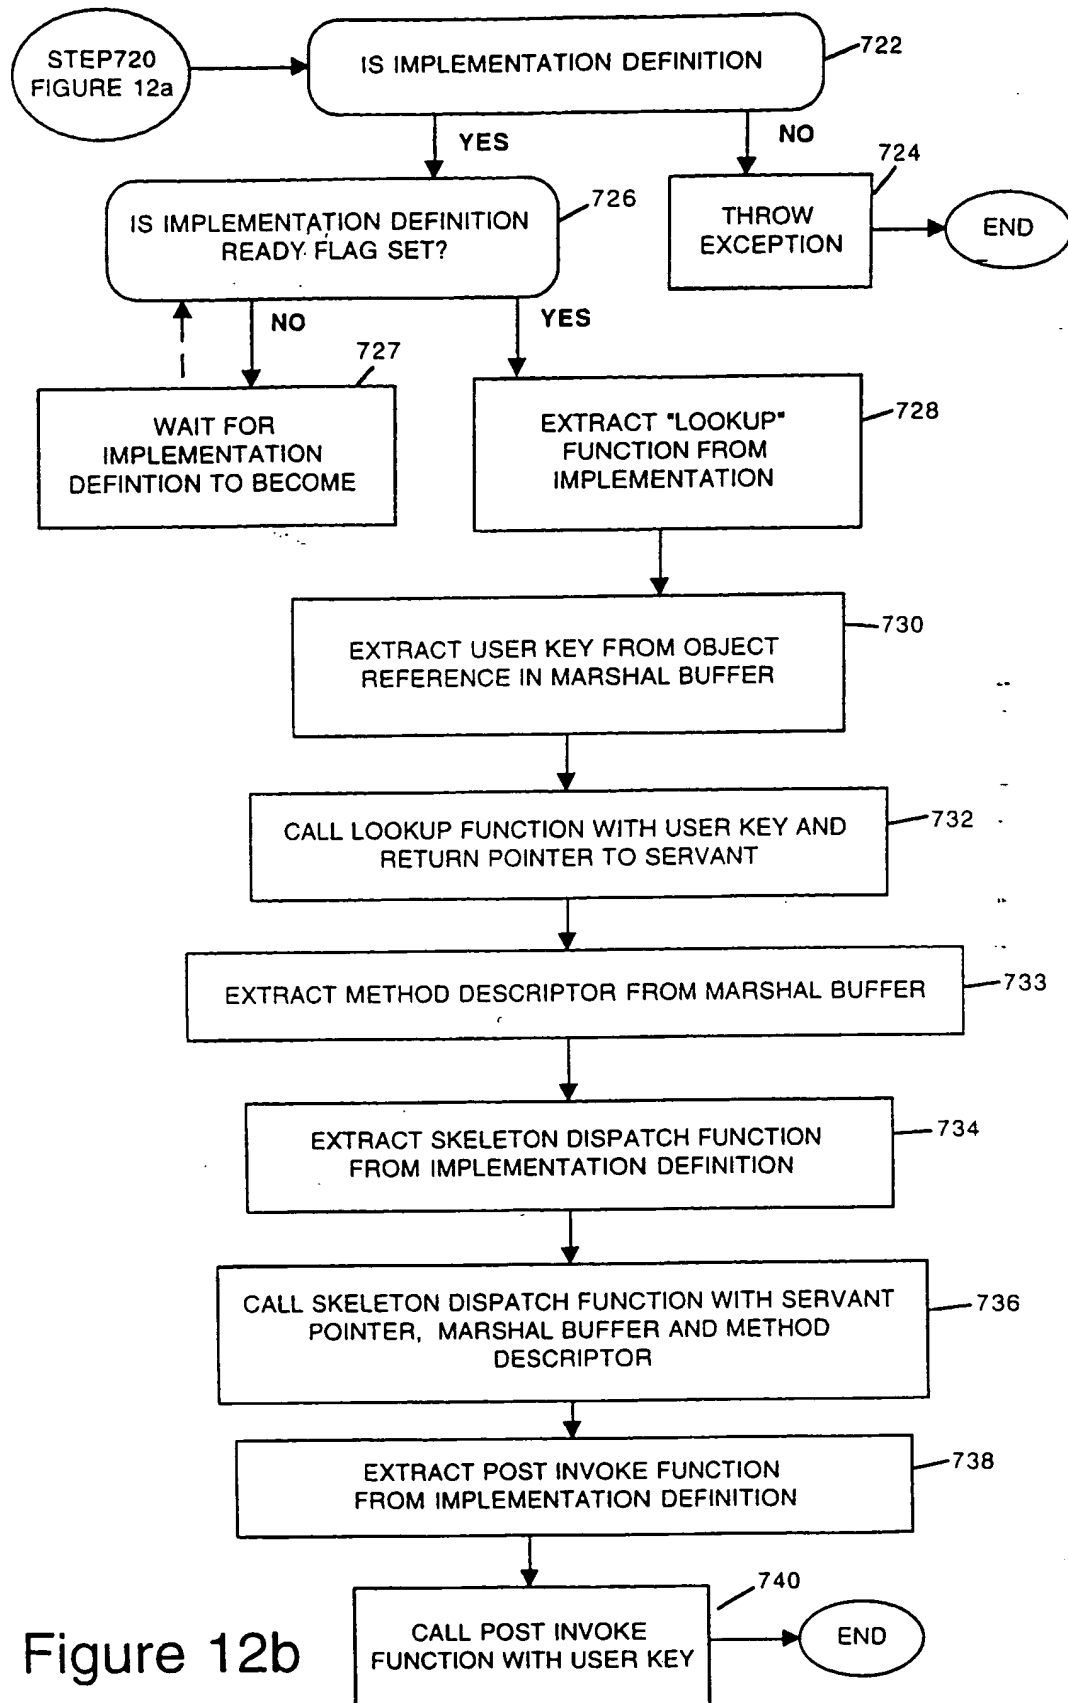 STEP720
FIGURE 12a
IS IMPLEMENTATION DEFINITION
722
YES
NO
724
THROW
EXCEPTION
END
IS IMPLEMENTATION DEFINITION
READY FLAG SET?
726
NO
YES
727
WAIT FOR
IMPLEMENTATION
DEFINTION TO BECOME
EXTRACT "LOOKUP"
FUNCTION FROM
IMPLEMENTATION
728
EXTRACT USER KEY FROM OBJECT
REFERENCE IN MARSHAL BUFFER
730
CALL LOOKUP FUNCTION WITH USER KEY AND
RETURN POINTER TO SERVANT
732
EXTRACT METHOD DESCRIPTOR FROM MARSHAL BUFFER
733
EXTRACT SKELETON DISPATCH FUNCTION
FROM IMPLEMENTATION DEFINITION
734
CALL SKELETON DISPATCH FUNCTION WITH SERVANT
POINTER, MARSHAL BUFFER AND METHOD
DESCRIPTOR
736
EXTRACT POST INVOKE FUNCTION
FROM IMPLEMENTATION DEFINITION
738
740
CALL POST INVOKE
FUNCTION WITH USER KEY
END
Figure 12b